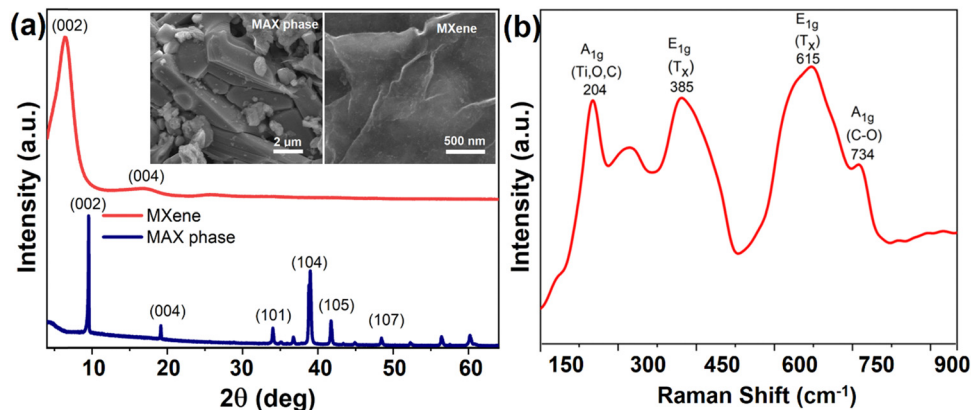 (a)
(002)
MAX phase
2 μm
MXene
500 nm
(004)
(002)
MXene
MAX phase
(004)
(101)
(104)
(105)
(107)
Intensity (a.u.)
10
20
30
40
50
60
2θ (deg)
(b)
A1g
(Ti,O,C)
204
E1g
(TX)
385
E1g
(TX)
615
A1g
(C-O)
734
Intensity (a.u.)
150
300
450
600
750
900
Raman Shift (cm-1)